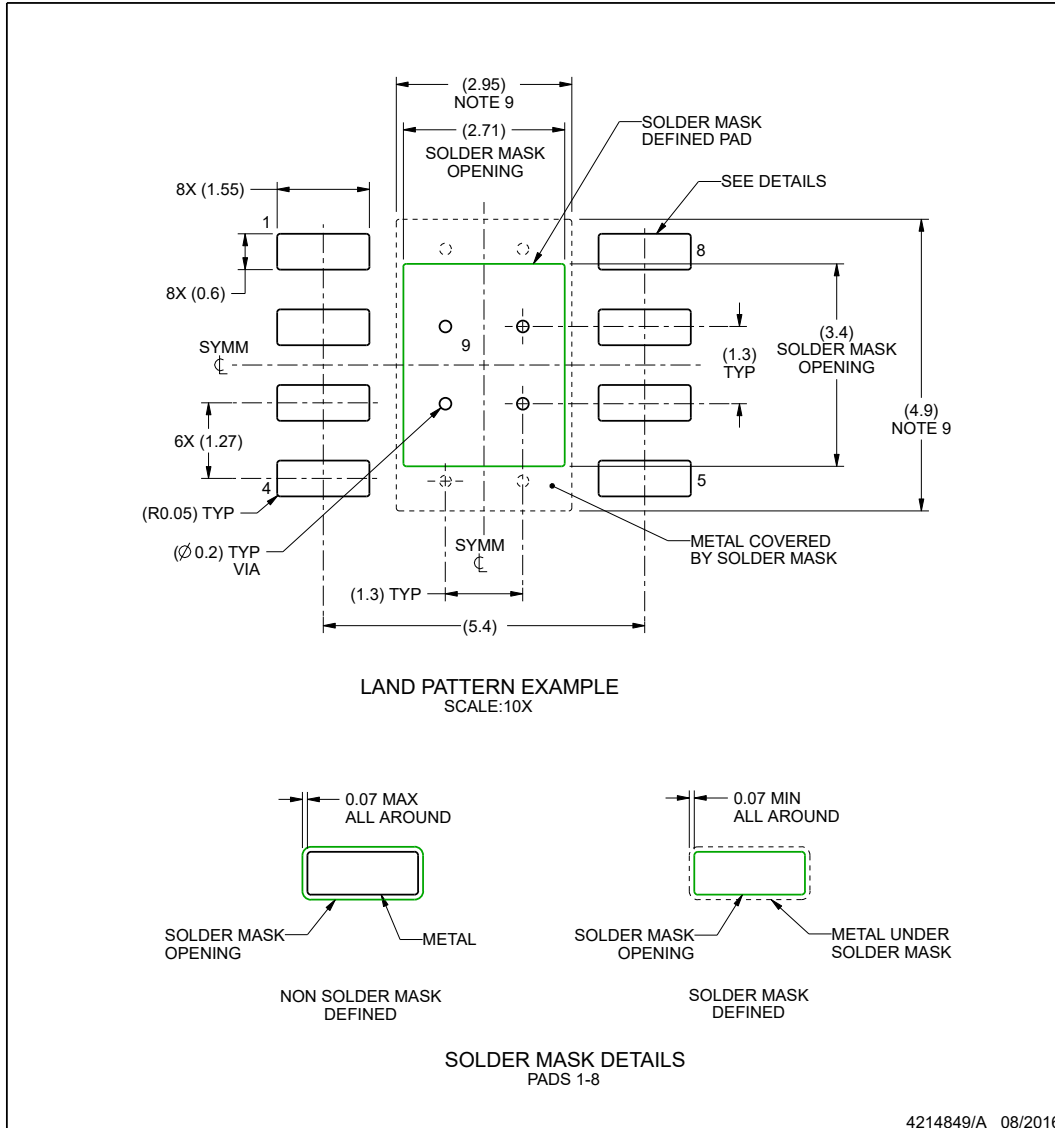 (2.95)
NOTE 9
(2.71)
SOLDER MASK
OPENING
SOLDER MASK
DEFINED PAD
8X (1.55)
SEE DETAILS
1
8
8X (0.6)
SYMM
℄
9
(1.3)
TYP
(3.4)
SOLDER MASK
OPENING
(4.9)
NOTE 9
6X (1.27)
4
5
(R0.05) TYP
(∅0.2) TYP
VIA
SYMM
℄
METAL COVERED
BY SOLDER MASK
(1.3) TYP
(5.4)
LAND PATTERN EXAMPLE
SCALE:10X
0.07 MAX
ALL AROUND
0.07 MIN
ALL AROUND
SOLDER MASK
OPENING
METAL
SOLDER MASK
OPENING
METAL UNDER
SOLDER MASK
NON SOLDER MASK
DEFINED
SOLDER MASK
DEFINED
SOLDER MASK DETAILS
PADS 1-8
4214849/A 08/2016